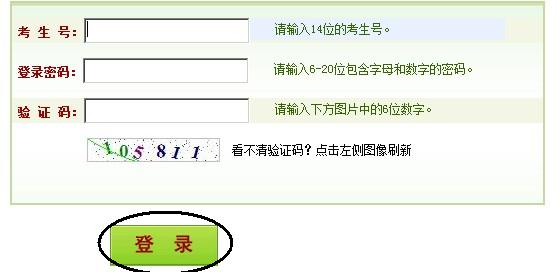 考 生 号： 请输入14位的考生号。
登录密码： 请输入6-20位包含字母和数字的密码。
验 证 码： 请输入下方图片中的6位数字。
105811 看不清验证码？点击左侧图像刷新
登 录